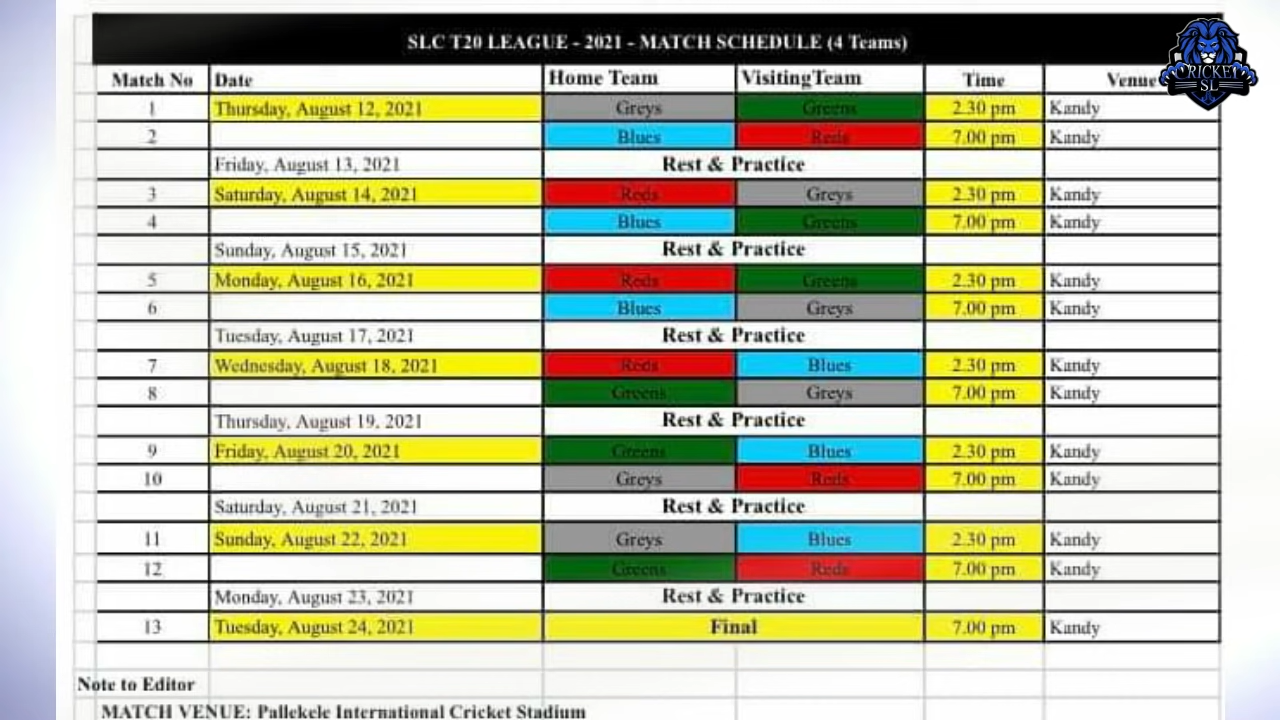 SLC T20 LEAGUE - 2021 - MATCH SCHEDULE (4 Teams)
CRICKET
SL
Match No Date Home Team VisitingTeam Time Venue
1 Thursday, August 12, 2021 Greys Greens 2.30 pm Kandy
2 Blues Reds 7.00 pm Kandy
Friday, August 13, 2021 Rest & Practice
3 Saturday, August 14, 2021 Reds Greys 2.30 pm Kandy
4 Blues Greens 7.00 pm Kandy
Sunday, August 15, 2021 Rest & Practice
5 Monday, August 16, 2021 Reds Greens 2.30 pm Kandy
6 Blues Greys 7.00 pm Kandy
Tuesday, August 17, 2021 Rest & Practice
7 Wednesday, August 18, 2021 Reds Blues 2.30 pm Kandy
8 Greens Greys 7.00 pm Kandy
Thursday, August 19, 2021 Rest & Practice
9 Friday, August 20, 2021 Greens Blues 2.30 pm Kandy
10 Greys Reds 7.00 pm Kandy
Saturday, August 21, 2021 Rest & Practice
11 Sunday, August 22, 2021 Greys Blues 2.30 pm Kandy
12 Greens Reds 7.00 pm Kandy
Monday, August 23, 2021 Rest & Practice
13 Tuesday, August 24, 2021 Final 7.00 pm Kandy
Note to Editor
MATCH VENUE: Pallekele International Cricket Stadium